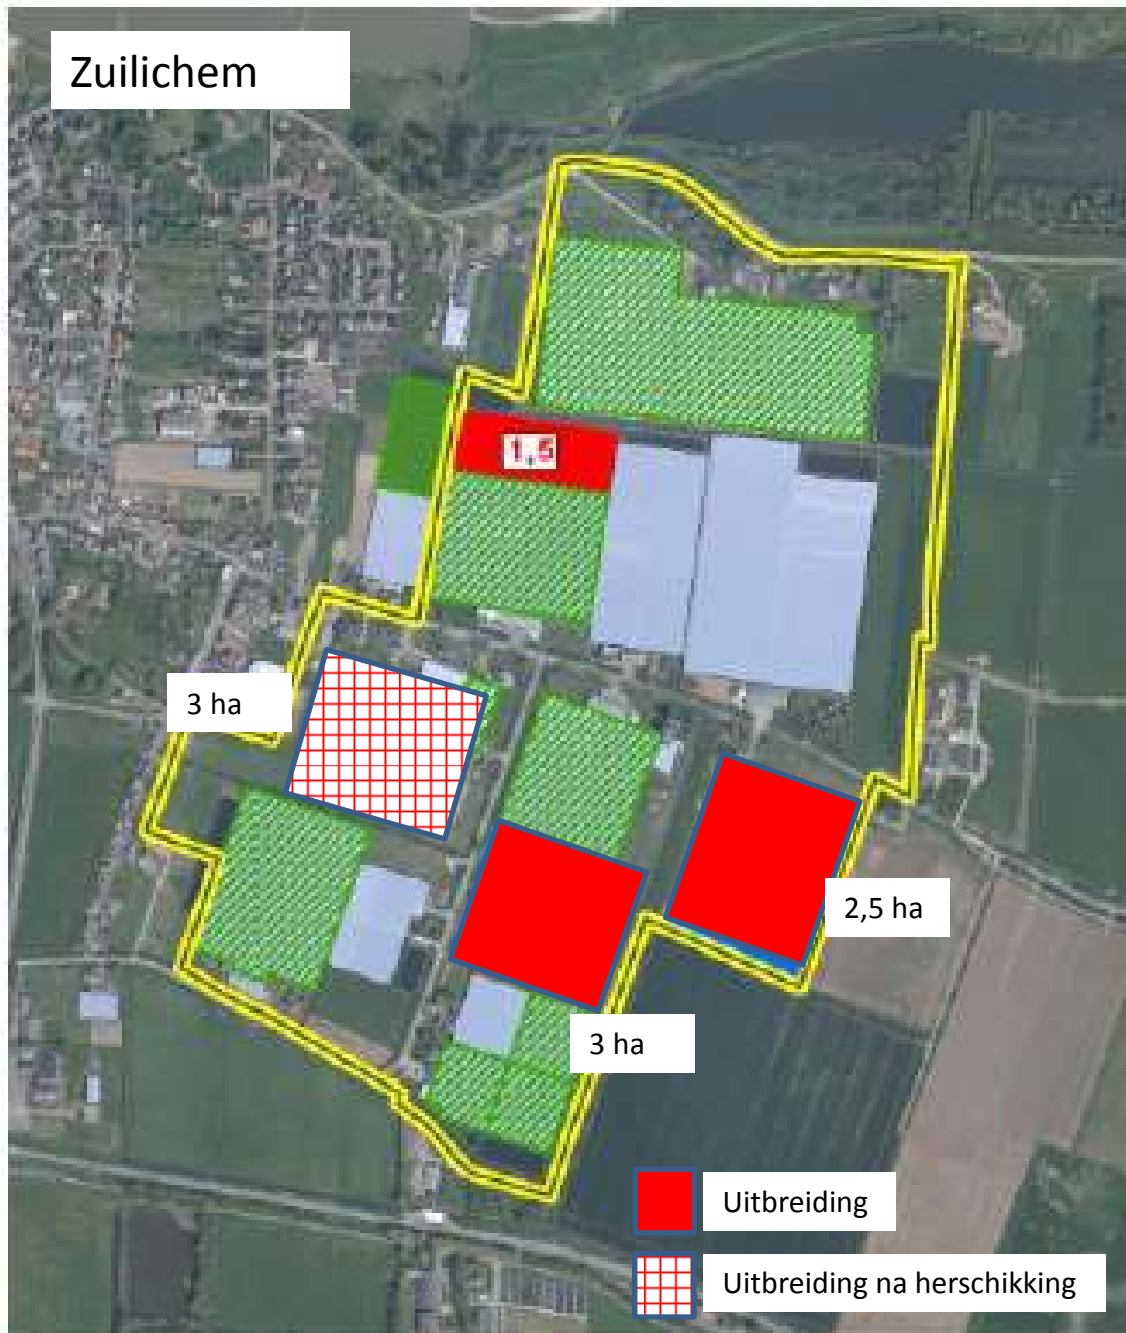 Zuilichem
1,5
3 ha
2,5 ha
3 ha
Uitbreiding
Uitbreiding na herschikking